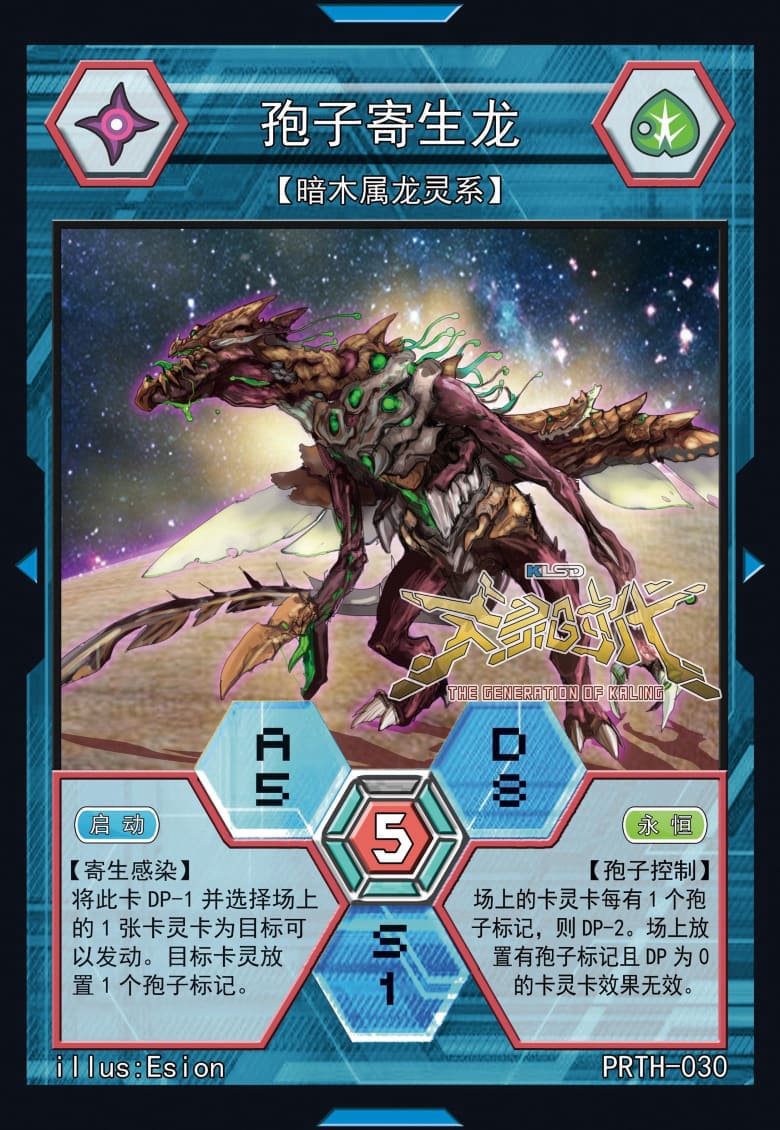 孢子寄生龙
【暗木属龙灵系】
KLSD
卡灵时代
THE GENERATION OF KALING
A
5
D
8
5
S
1
启动
【寄生感染】
将此卡 DP-1 并选择场上
的 1 张卡灵卡为目标可
以发动。目标卡灵放
置 1 个孢子标记。
永恒
【孢子控制】
场上的卡灵卡每有 1 个孢
子标记，则 DP-2。场上放
置有孢子标记且 DP 为 0
的卡灵卡效果无效。
illus:Esion
PRTH-030